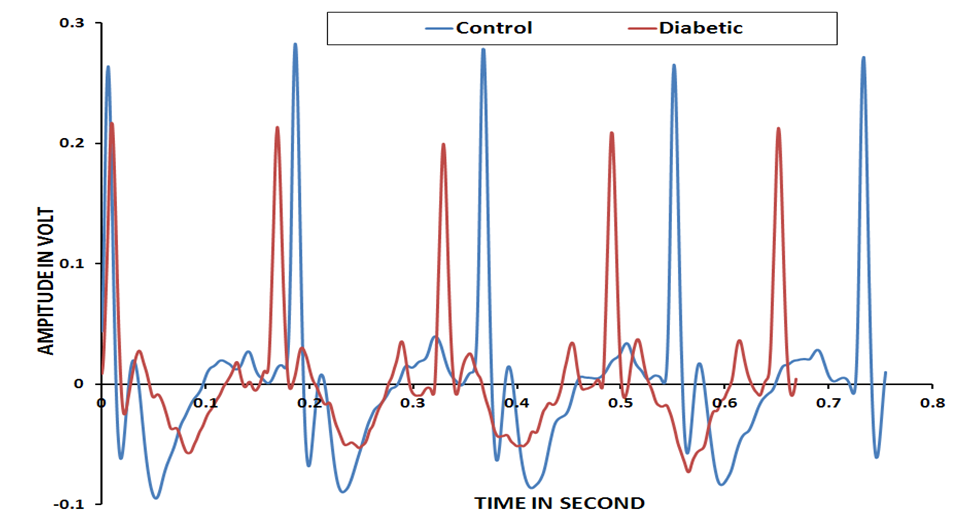 Control Diabetic
0.3
0.2
0.1
0
-0.1
AMPITUDE IN VOLT
0 0.1 0.2 0.3 0.4 0.5 0.6 0.7 0.8
TIME IN SECOND